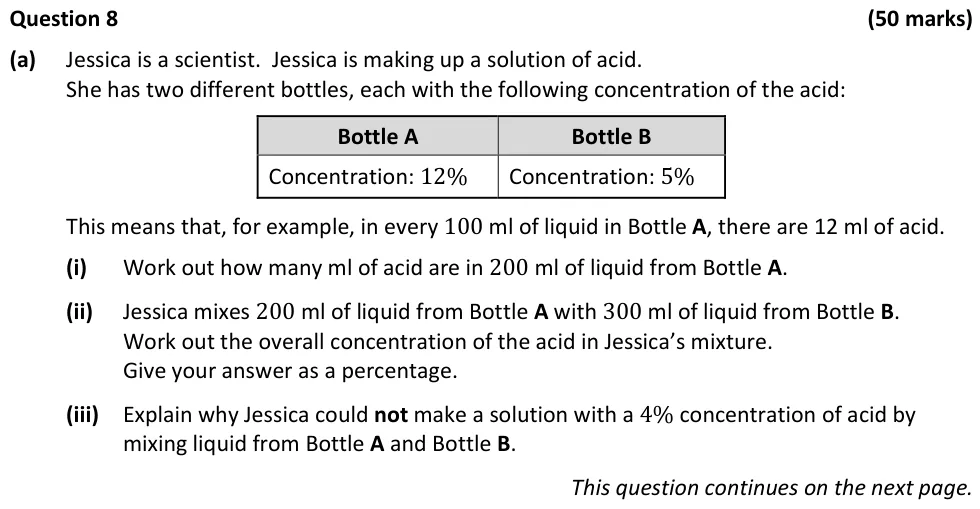 Question 8 (50 marks)
(a) Jessica is a scientist. Jessica is making up a solution of acid.
She has two different bottles, each with the following concentration of the acid:
Bottle A Bottle B
Concentration: 12% Concentration: 5%
This means that, for example, in every 100 ml of liquid in Bottle A, there are 12 ml of acid.
(i) Work out how many ml of acid are in 200 ml of liquid from Bottle A.
(ii) Jessica mixes 200 ml of liquid from Bottle A with 300 ml of liquid from Bottle B.
Work out the overall concentration of the acid in Jessica’s mixture.
Give your answer as a percentage.
(iii) Explain why Jessica could not make a solution with a 4% concentration of acid by
mixing liquid from Bottle A and Bottle B.
This question continues on the next page.